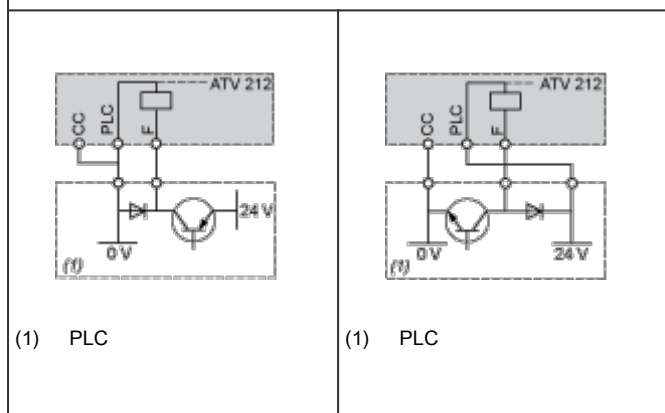 ATV 212
CC
PLC
F
24 V
0 V
(1)
(1) PLC
ATV 212
CC
PLC
F
0 V
24 V
(1)
(1) PLC